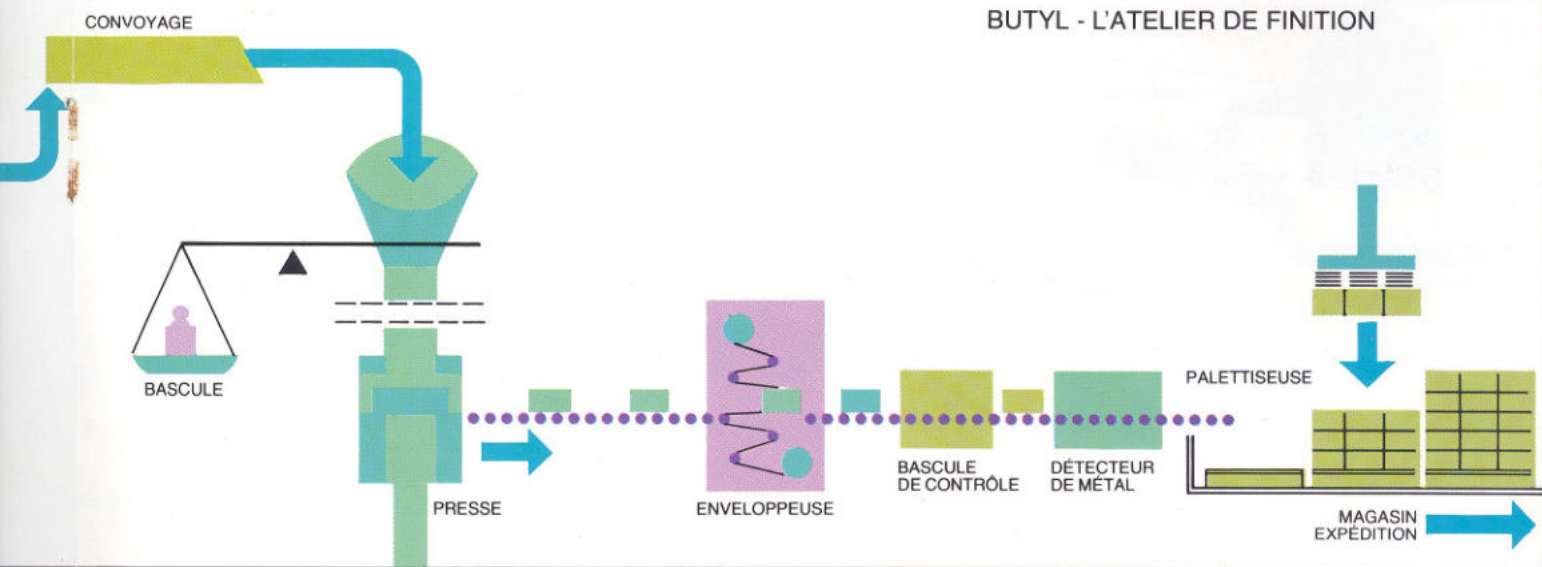 CONVOYAGE
BUTYL - L'ATELIER DE FINITION
BASCULE
PRESSE
ENVELOPPEUSE
BASCULE
DE CONTRÔLE
DÉTECTEUR
DE MÉTAL
PALETTISEUSE
MAGASIN
EXPÉDITION